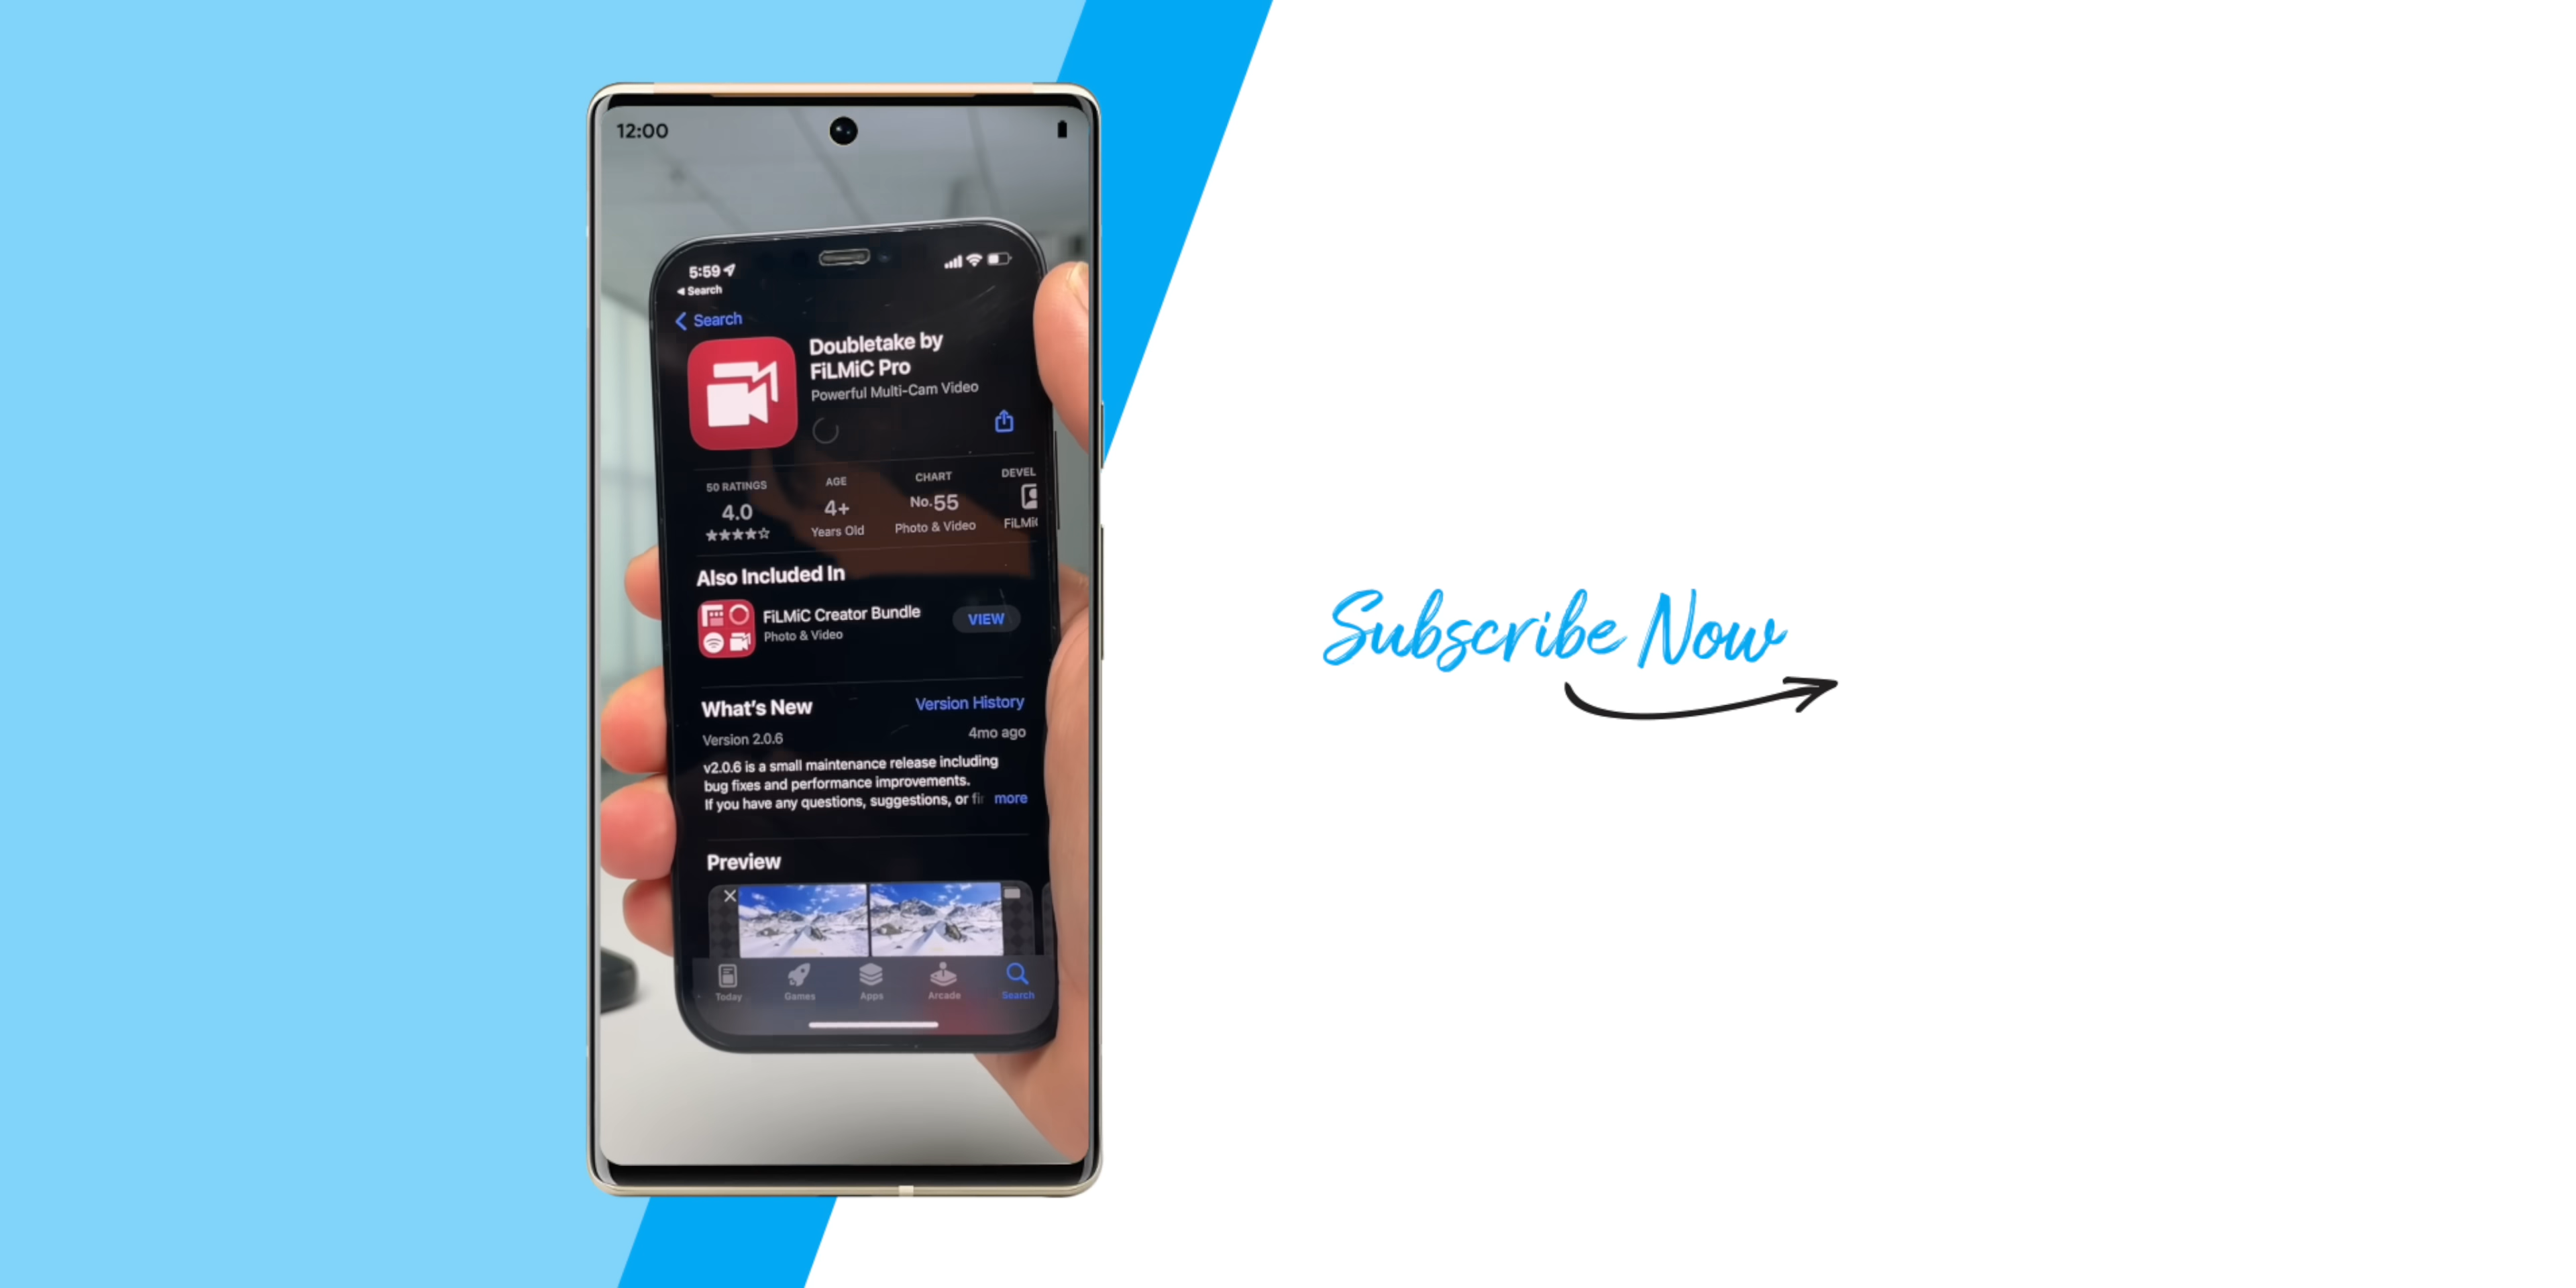 12:00
5:59
Search
Search
Doubletake by
FiLMiC Pro
Powerful Multi-Cam Video
50 RATINGS
4.0
AGE
4+
Years Old
CHART
No.55
Photo & Video
DEVEL
FiLMiC
Also Included In
FiLMiC Creator Bundle
Photo & Video
VIEW
What's New
Version History
Version 2.0.6
4mo ago
v2.0.6 is a small maintenance release including
bug fixes and performance improvements.
If you have any questions, suggestions, or fir more
Preview
Today
Games
Apps
Arcade
Search
Subscribe Now